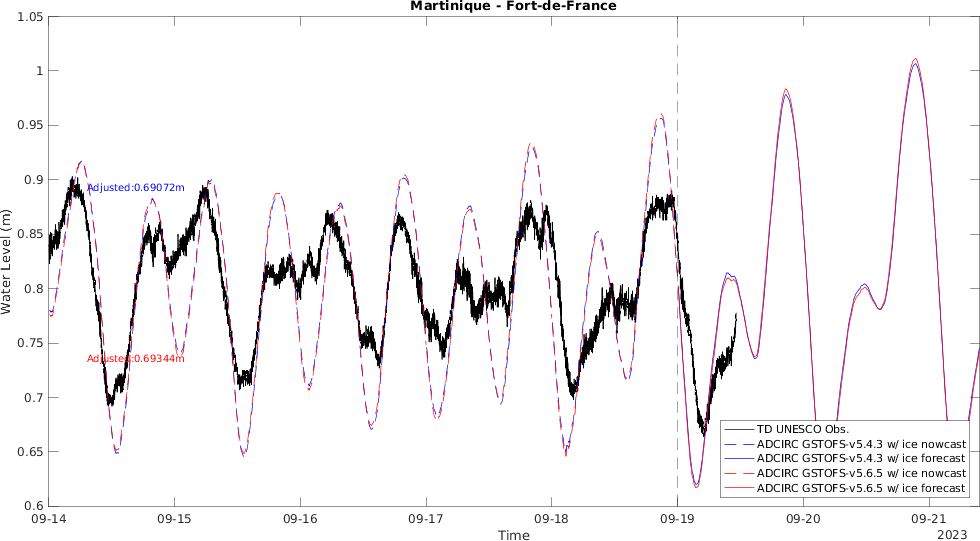 Martinique - Fort-de-France
1.05
1
0.95
0.9
0.85
0.8
0.75
0.7
0.65
0.6
Water Level (m)
Adjusted:0.69072m
Adjusted:0.69344m
TD UNESCO Obs.
ADCIRC GSTOFS-v5.4.3 w/ ice nowcast
ADCIRC GSTOFS-v5.4.3 w/ ice forecast
ADCIRC GSTOFS-v5.6.5 w/ ice nowcast
ADCIRC GSTOFS-v5.6.5 w/ ice forecast
09-14 09-15 09-16 09-17 09-18 09-19 09-20 09-21
Time
2023